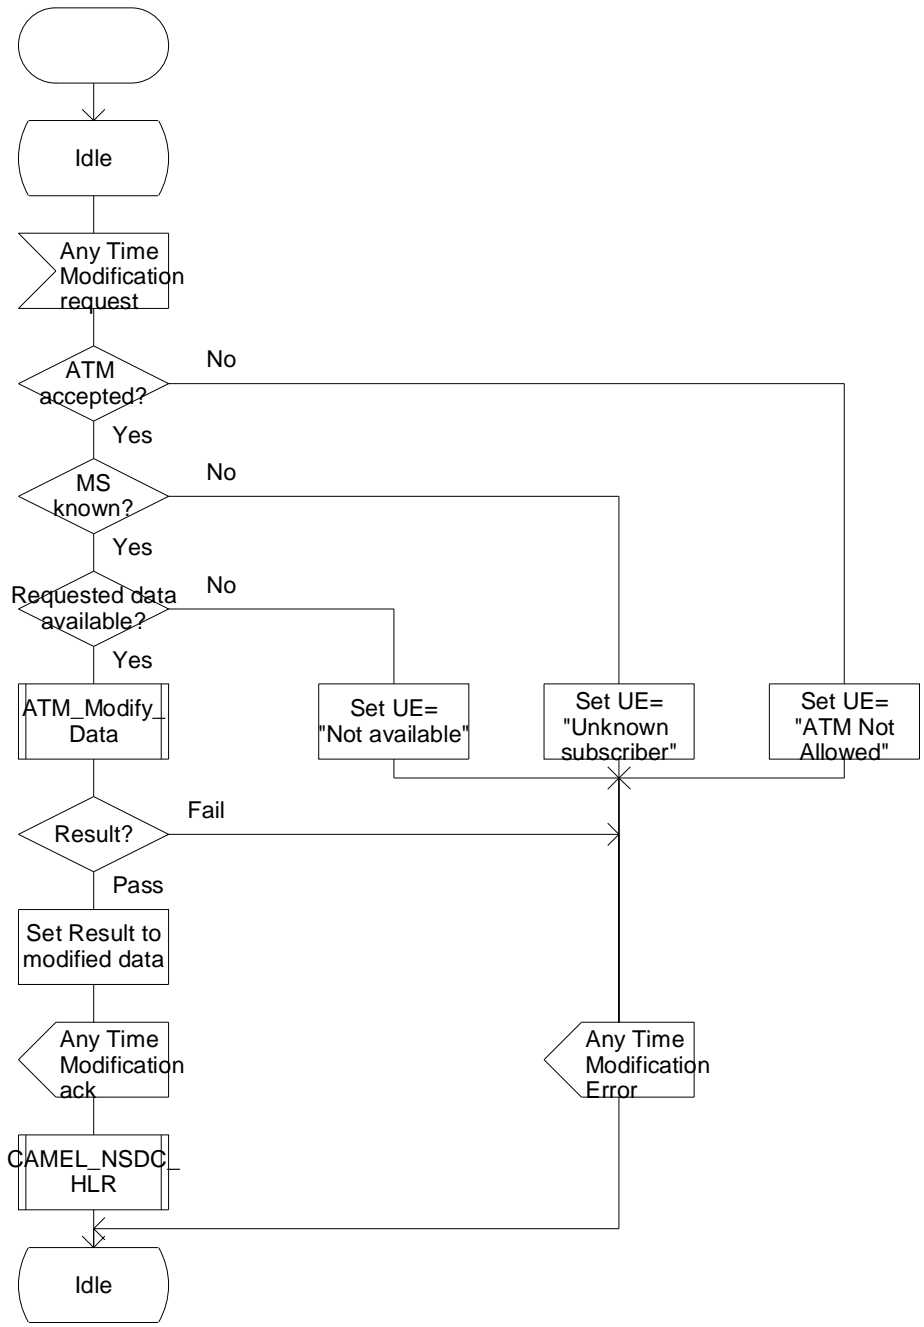 Idle
Any Time
Modification
request
ATM
accepted?
No
Yes
MS
known?
No
Yes
Requested data
available?
No
Yes
ATM_Modify_
Data
Set UE=
"Not available"
Set UE=
"Unknown
subscriber"
Set UE=
"ATM Not
Allowed"
Result?
Fail
Pass
Set Result to
modified data
Any Time
Modification
ack
Any Time
Modification
Error
CAMEL_NSDC_
HLR
Idle